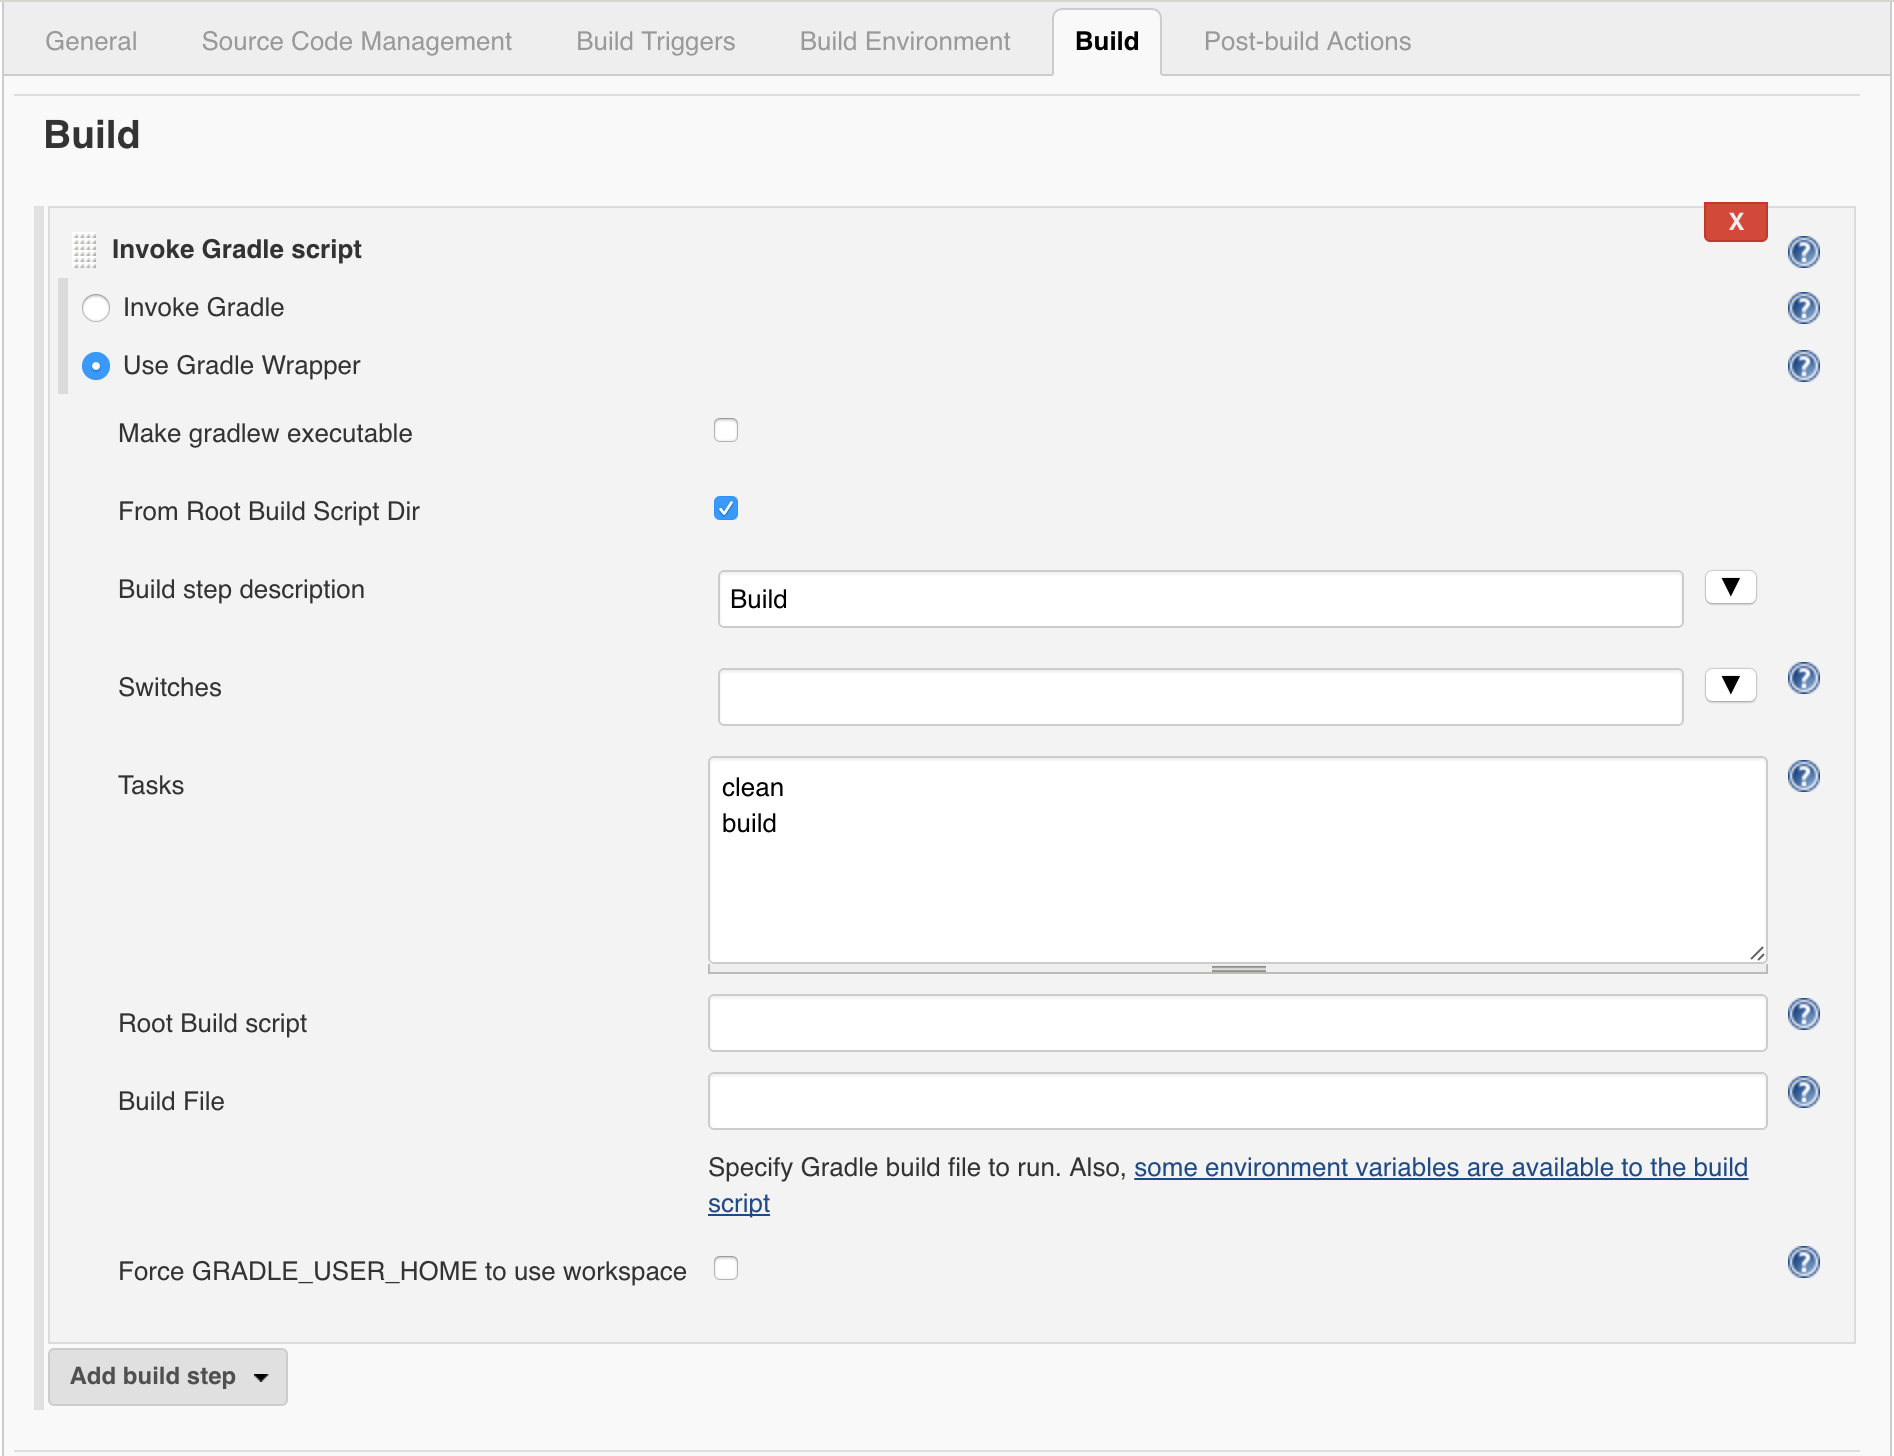 General Source Code Management Build Triggers Build Environment Build Post-build Actions
Build
X
Invoke Gradle script ?
Invoke Gradle ?
Use Gradle Wrapper ?
Make gradlew executable
From Root Build Script Dir
Build step description Build ▼
Switches ▼ ?
Tasks clean ?
build
Root Build script ?
Build File ?
Specify Gradle build file to run. Also, some environment variables are available to the build
script
Force GRADLE_USER_HOME to use workspace ?
Add build step